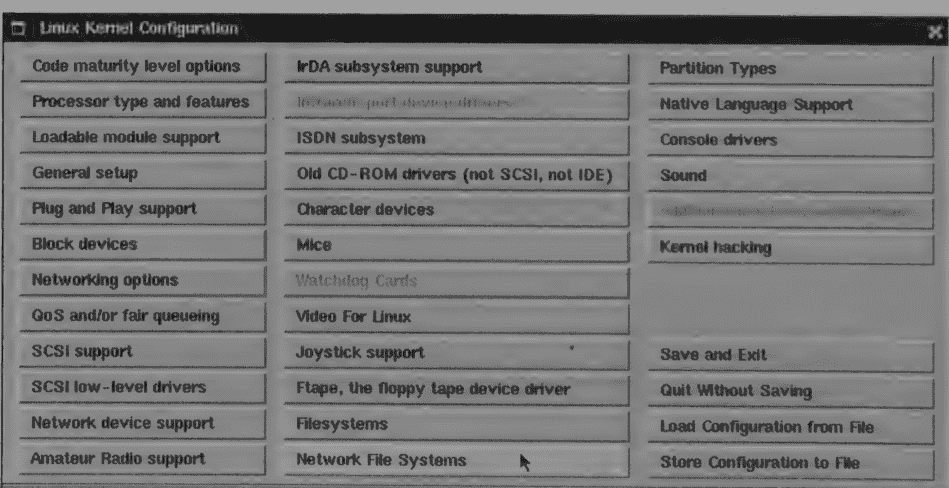 Linux Kernel Configuration
Code maturity level options
Processor type and features
Loadable module support
General setup
Plug and Play support
Block devices
Networking options
QoS and/or fair queueing
SCSI support
SCSI low-level drivers
Network device support
Amateur Radio support
IrDA subsystem support
Infrared-port device drivers
ISDN subsystem
Old CD-ROM drivers (not SCSI, not IDE)
Character devices
Mice
Watchdog Cards
Video For Linux
Joystick support
Ftape, the floppy tape device driver
Filesystems
Network File Systems
Partition Types
Native Language Support
Console drivers
Sound
Kernel hacking
Save and Exit
Quit Without Saving
Load Configuration from File
Store Configuration to File